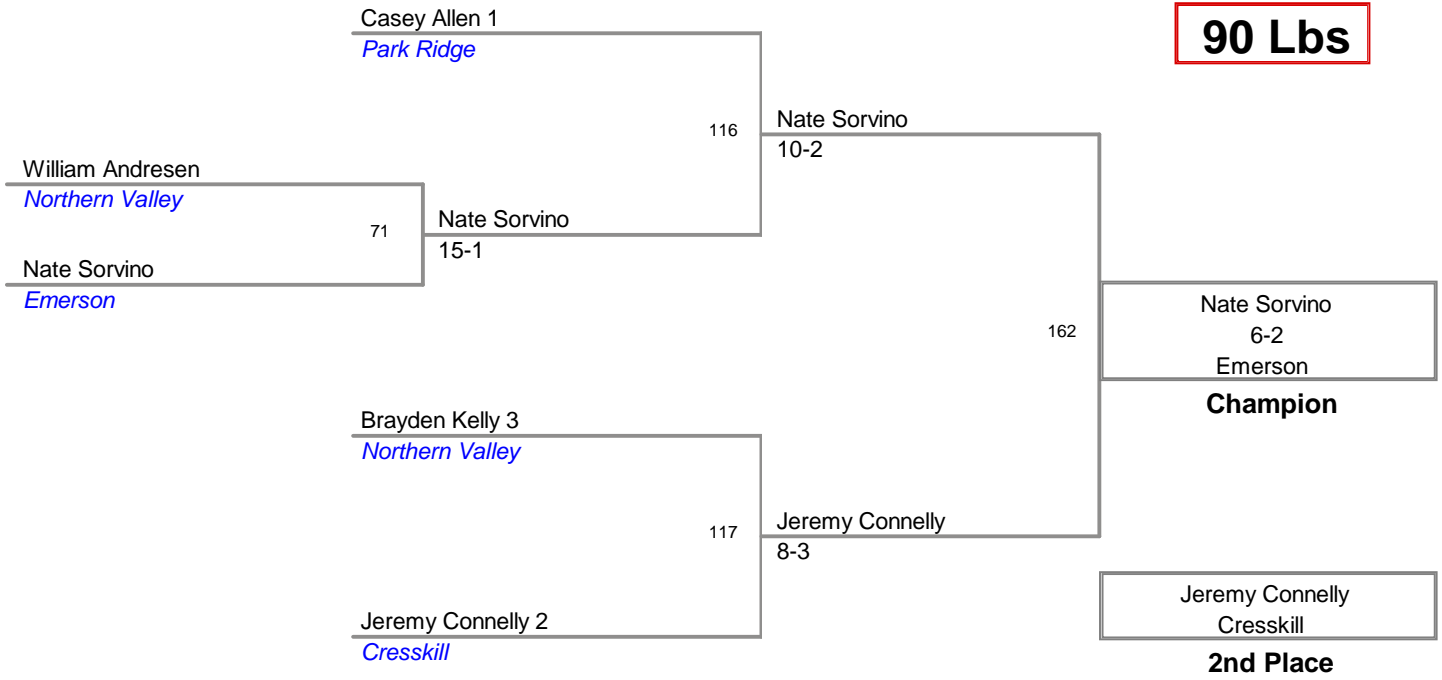 Casey Allen 1
Park Ridge
90 Lbs
116
Nate Sorvino
10-2
William Andresen
Northern Valley
71
Nate Sorvino
15-1
Nate Sorvino
Emerson
162
Nate Sorvino
6-2
Emerson
Champion
Brayden Kelly 3
Northern Valley
117
Jeremy Connelly
8-3
Jeremy Connelly 2
Cresskill
Jeremy Connelly
Cresskill
2nd Place